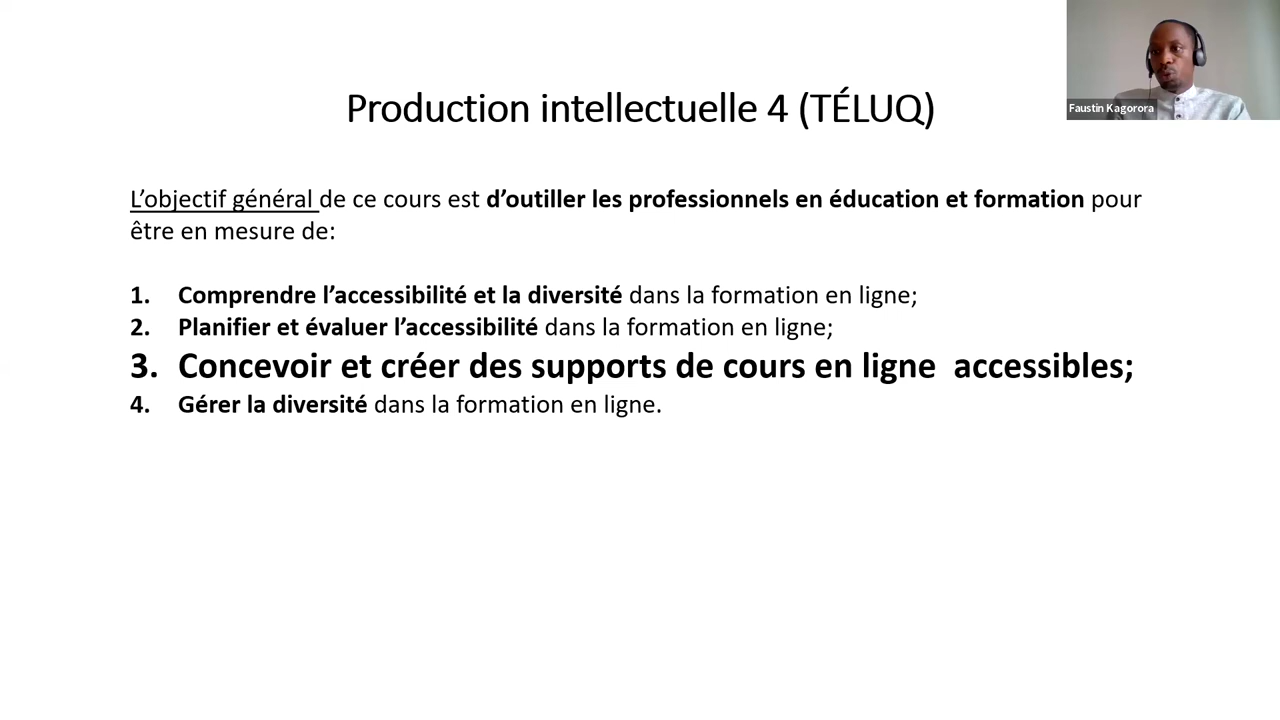 Production intellectuelle 4 (TÉLUQ)
Faustin Kagorora
L’objectif général de ce cours est d’outiller les professionnels en éducation et formation pour
être en mesure de:
1. Comprendre l’accessibilité et la diversité dans la formation en ligne;
2. Planifier et évaluer l’accessibilité dans la formation en ligne;
3. Concevoir et créer des supports de cours en ligne  accessibles;
4. Gérer la diversité dans la formation en ligne.